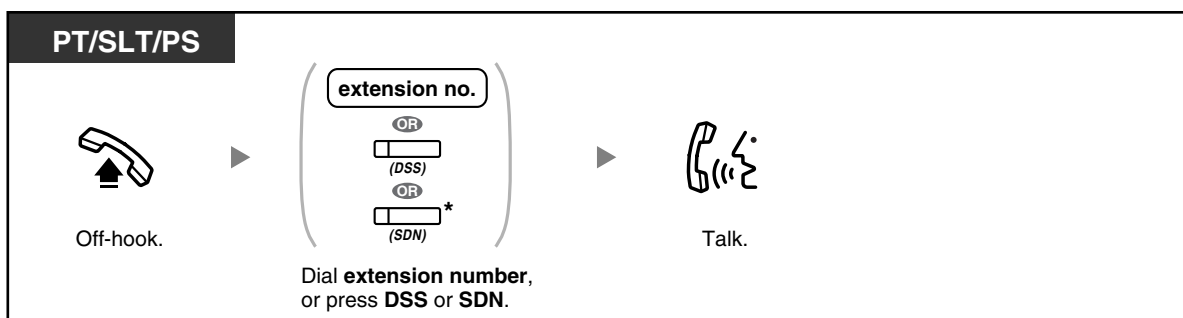 PT/SLT/PS
extension no.
OR
(DSS)
OR
*
(SDN)
Off-hook.
Talk.
Dial extension number,
or press DSS or SDN.